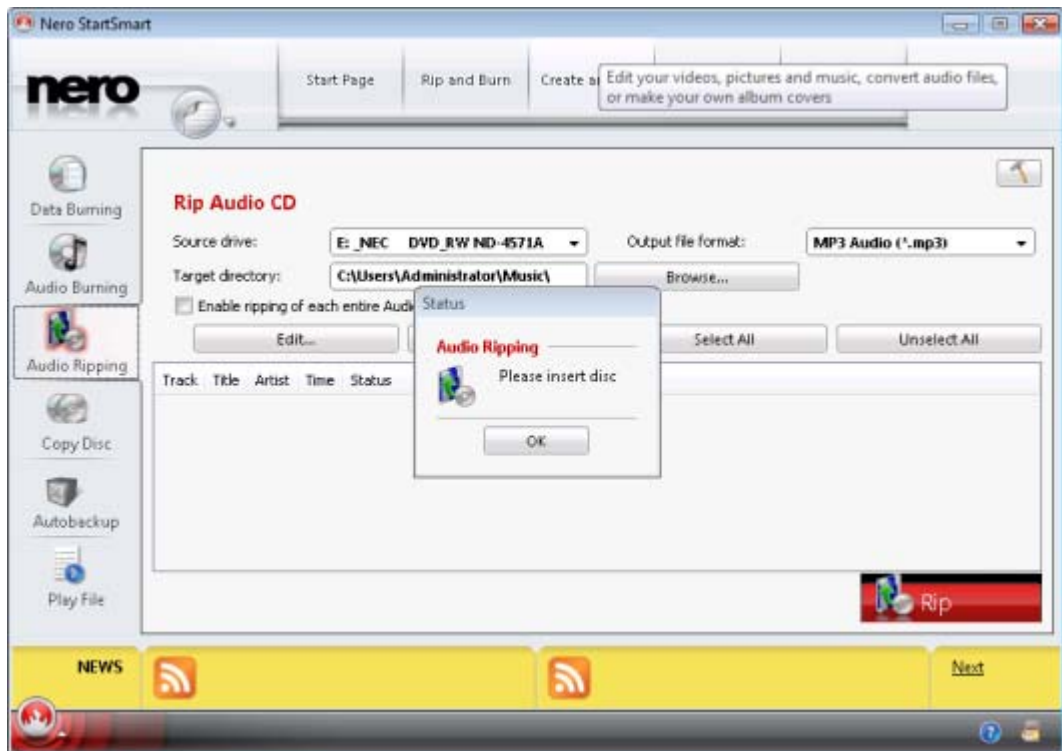 Nero StartSmart
nero
Start Page
Rip and Burn
Create a
Edit your videos, pictures and music, convert audio files,
or make your own album covers
Data Burning
Audio Burning
Audio Ripping
Copy Disc
Autobackup
Play File
Rip Audio CD
Source drive:
E: _NEC DVD_RW ND-4571A
Output file format:
MP3 Audio (*.mp3)
Target directory:
C:\Users\Administrator\Music\
Browse...
Enable ripping of each entire Aud
Edit...
Select All
Unselect All
Track Title Artist Time Status
Status
Audio Ripping
Please insert disc
OK
Rip
NEWS
Next